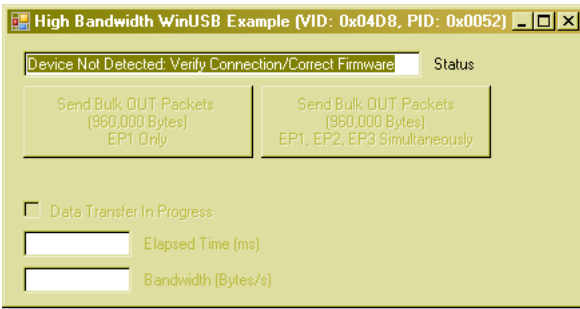 High Bandwidth WinUSB Example (VID: 0x04D8, PID: 0x0052)
Device Not Detected: Verify Connection/Correct Firmware Status
Send Bulk OUT Packets
(960,000 Bytes)
EP1 Only
Send Bulk OUT Packets
(960,000 Bytes)
EP1, EP2, EP3 Simultaneously
Data Transfer In Progress
Elapsed Time (ms)
Bandwidth (Bytes/s)